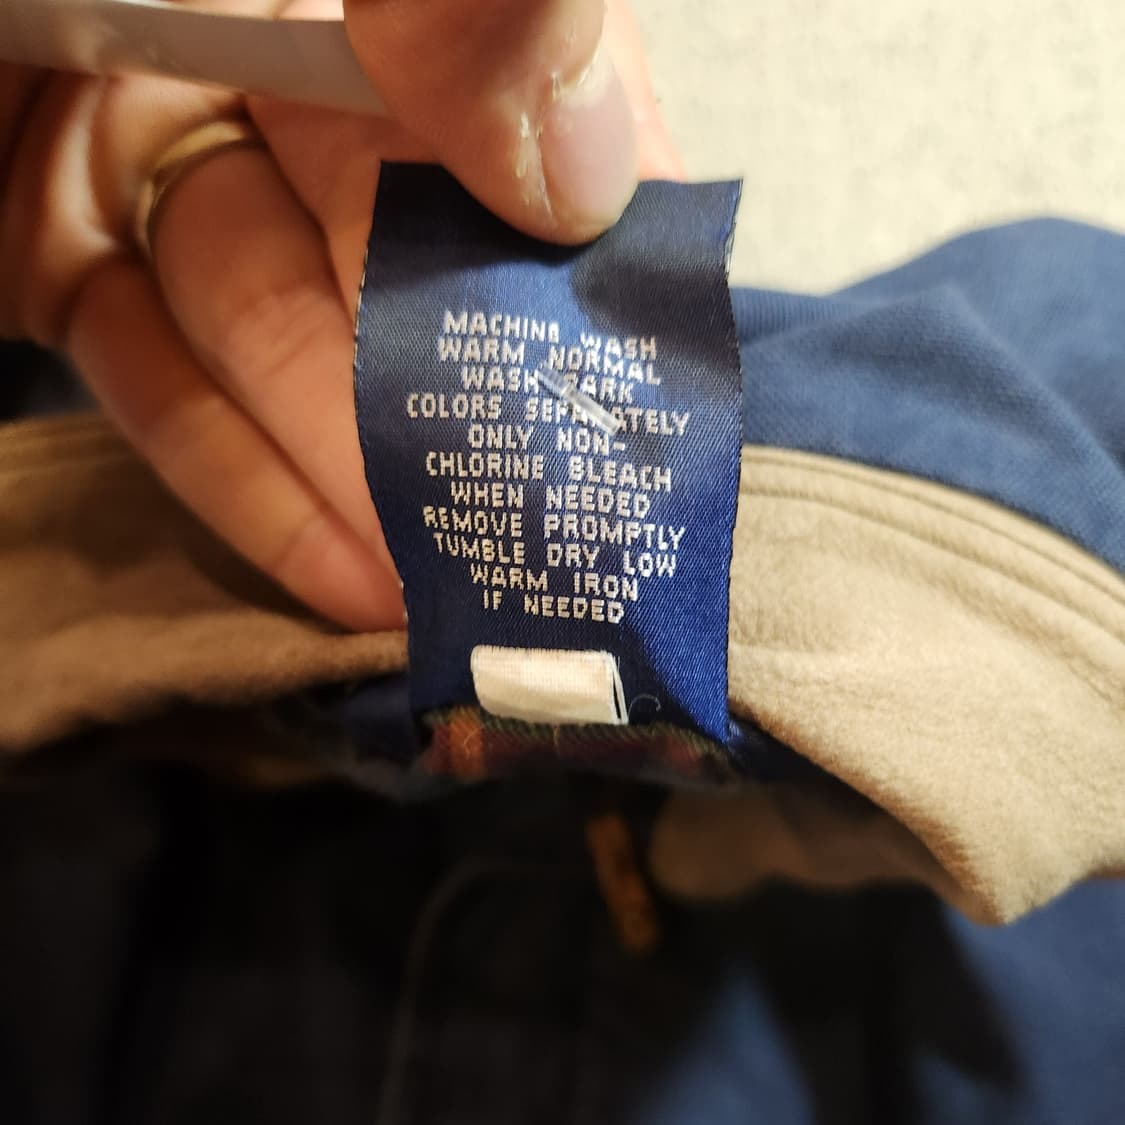 MACHINE WASH
WARM NORMAL
WASH DARK
COLORS SEPARATELY
ONLY NON-
CHLORINE BLEACH
WHEN NEEDED
REMOVE PROMPTLY
TUMBLE DRY LOW
WARM IRON
IF NEEDED